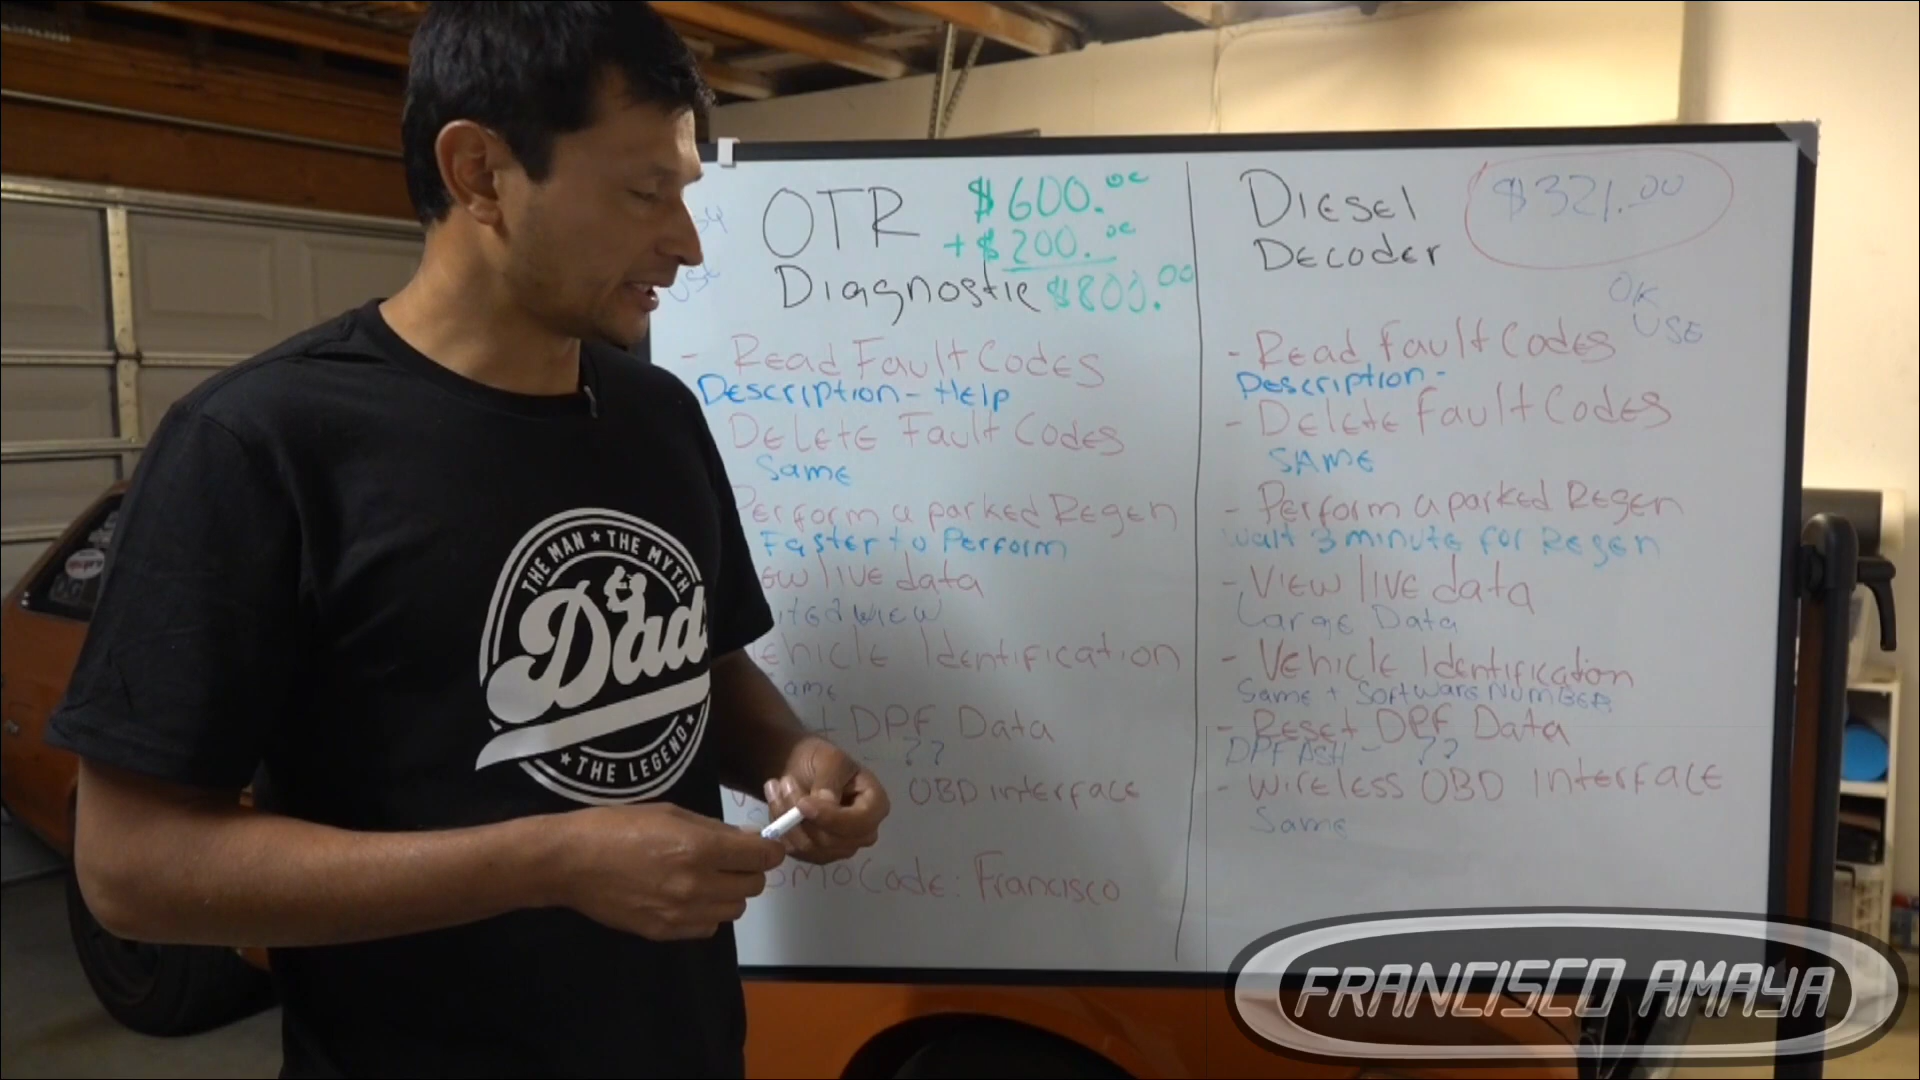 OTR
Diagnostic
$600.00
+ $200.00
$800.00
- Read Fault Codes
Description - Help
Delete Fault Codes
Same
Perform a parked Regen
Faster to Perform
live data
view
Identification
Same
DPF Data
??
OBD interface
Code: Francisco
Diesel
Decoder
$321.00
OK
USE
- Read fault Codes
Description -
- Delete fault Codes
SAME
- Perform a parked Regen
Wait 3 minute for Regen
- View live data
Large Data
- Vehicle Identification
Same + Software Number
- Reset DPF Data
DPF ASH - ??
- Wireless OBD interface
Same
THE MAN ★ THE MYTH
Dad
★ THE LEGEND ★
FRANCISCO AMAYA